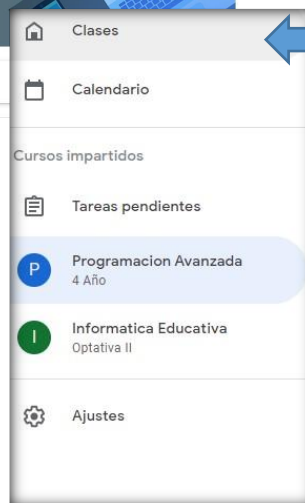 Clases
Calendario
Cursos impartidos
Tareas pendientes
P
Programacion Avanzada
4 Año
I
Informatica Educativa
Optativa II
Ajustes